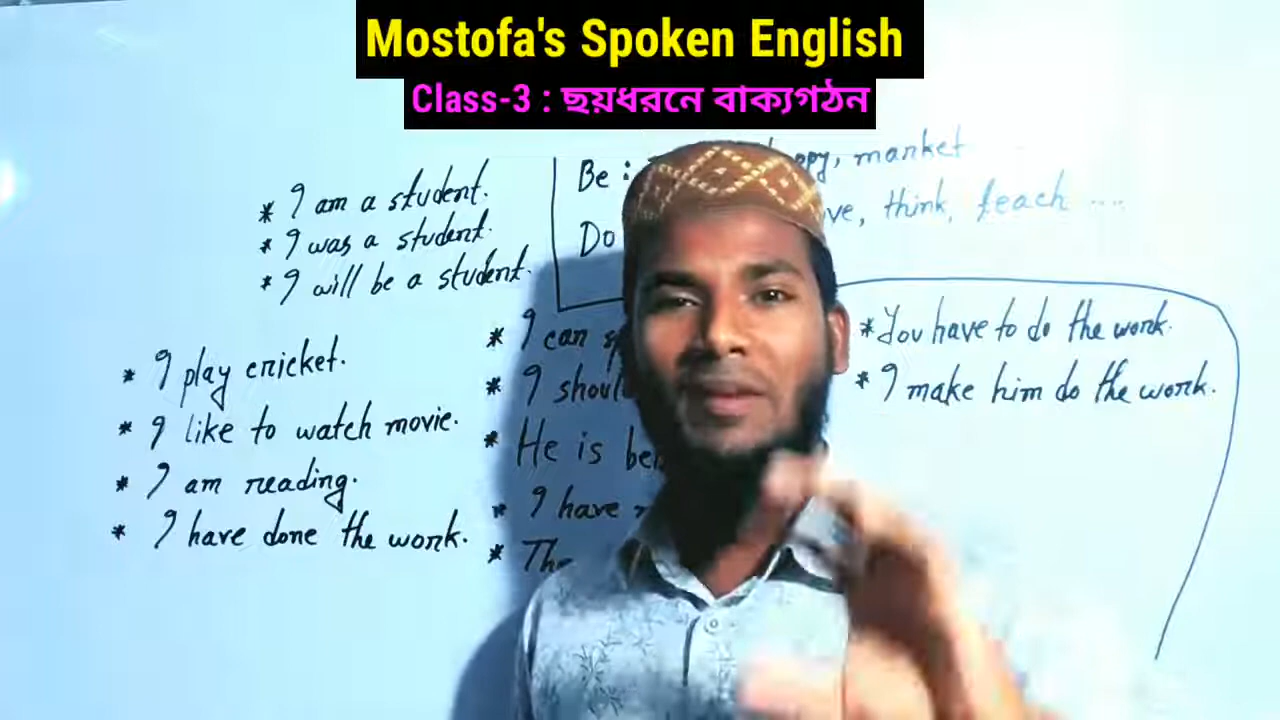 Mostofa's Spoken English
Class-3 : ছয়ধরনে বাক্যগঠন
* I am a student.
* I was a student.
* I will be a student.
Be : market
Do think, teach ....
* I play cricket.
* I like to watch movie.
* I am reading.
* I have done the work.
* I can
* I
* He is
* I have
*
* You have to do the work.
* I make him do the work.